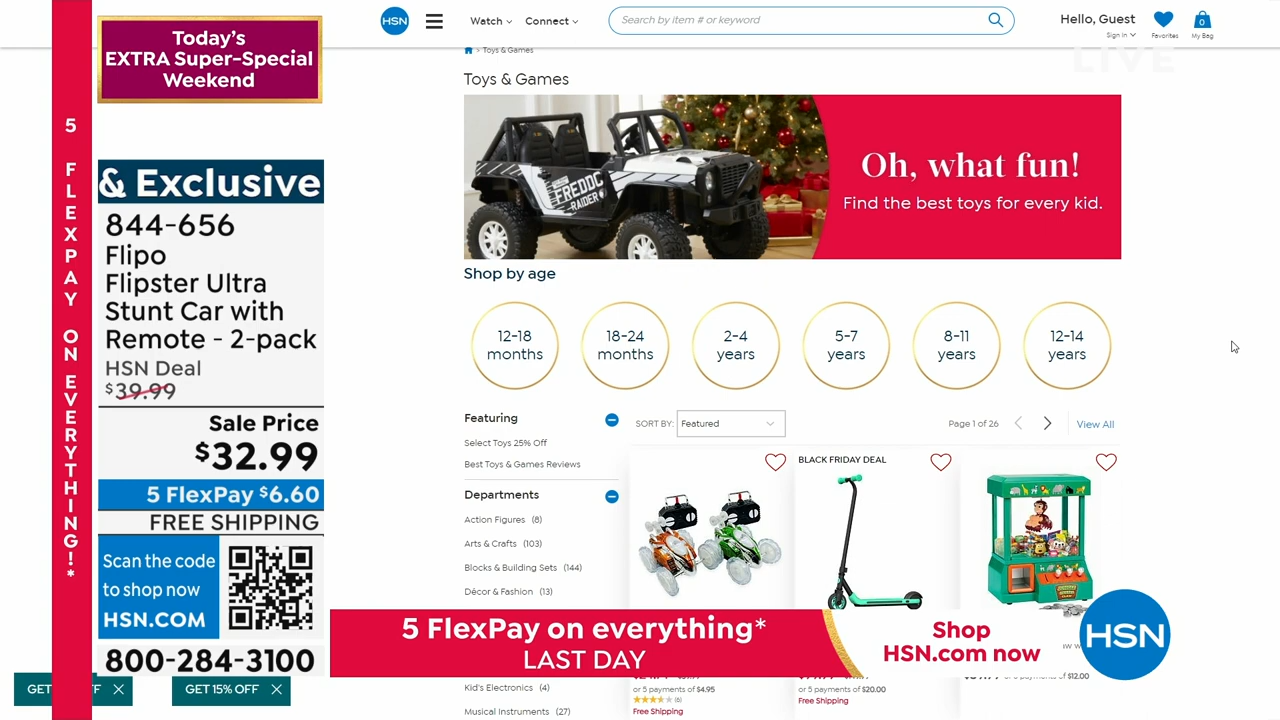 Today's
EXTRA Super-Special
Weekend
5 FLEXPAY ON EVERYTHING!*
& Exclusive
844-656
Flipo
Flipster Ultra
Stunt Car with
Remote - 2-pack
HSN Deal
$39.99
Sale Price
$32.99
5 FlexPay $6.60
FREE SHIPPING
Scan the code
to shop now
HSN.COM
800-284-3100
GET
GET 15% OFF
HSN
Watch
Connect
Search by item # or keyword
Hello, Guest
Sign In
Favorites
0
My Bag
LIVE
> Toys & Games
Toys & Games
FREDDO
RAIDER
Oh, what fun!
Find the best toys for every kid.
Shop by age
12-18
months
18-24
months
2-4
years
5-7
years
8-11
years
12-14
years
Featuring
Select Toys 25% Off
Best Toys & Games Reviews
Departments
Action Figures (8)
Arts & Crafts (103)
Blocks & Building Sets (144)
Décor & Fashion (13)
Kid's Electronics (4)
Musical Instruments (27)
SORT BY:
Featured
Page 1 of 26
View All
BLACK FRIDAY DEAL
or 5 payments of $4.95
(6)
Free Shipping
or 5 payments of $20.00
Free Shipping
$12.00
5 FlexPay on everything*
LAST DAY
Shop
HSN.com now
HSN